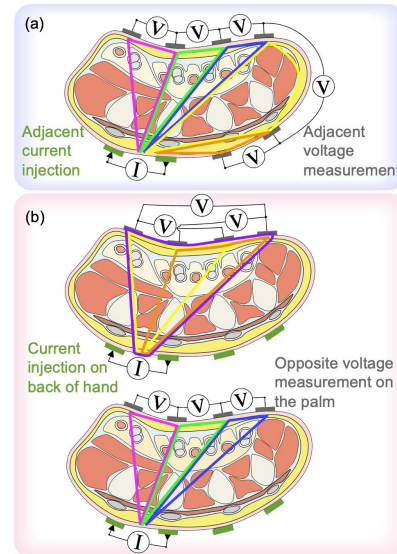 (a)
V V V
V
Adjacent
current
injection
Adjacent
voltage
measurement
V
I
(b)
V
V V
Current
injection on
back of hand
Opposite voltage
measurement on
the palm
I
V V V
I